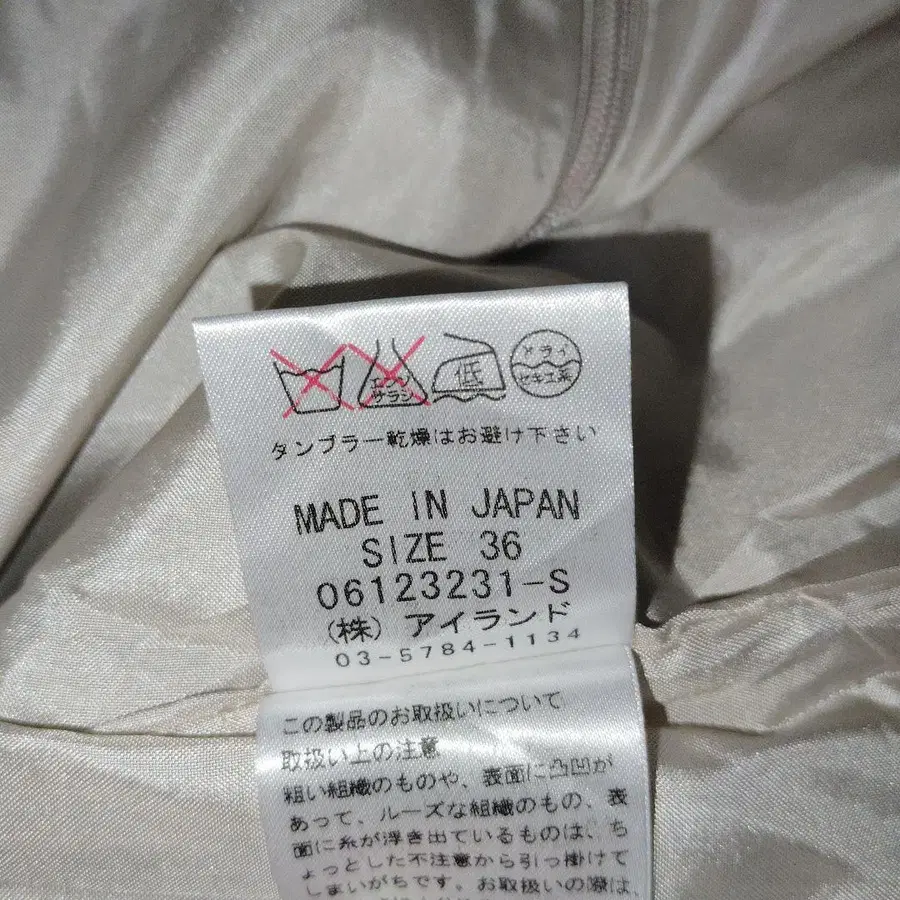 エンソ
サラシ
低
ドライ
セキユ系
タンブラー乾燥はお避け下さい
MADE IN JAPAN
SIZE 36
06123231-S
(株) アイランド
03-5784-1134
この製品のお取扱いについて
取扱い上の注意
粗い組織のものや、表面に凸凹が
あって、ルーズな組織のもの、表
面に糸が浮き出ているものは、ち
ょっとした不注意から引っ掛けて
しまいがちです。お取扱いの際は、